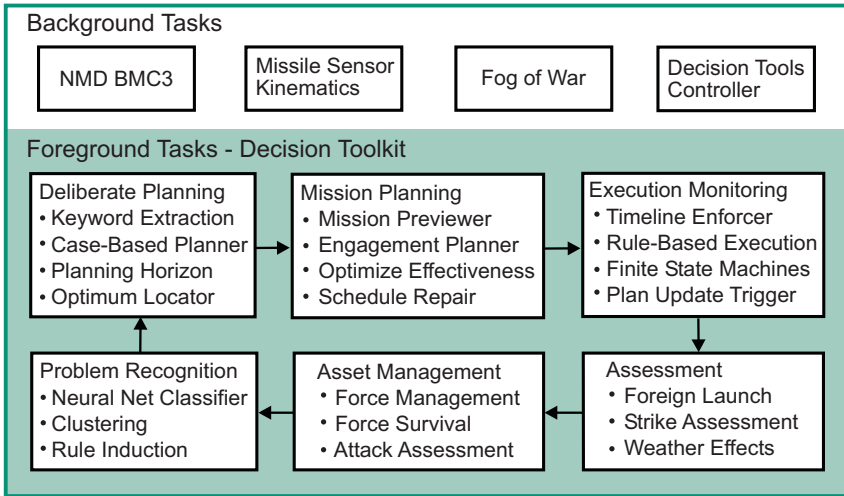 Background Tasks
NMD BMC3
Missile Sensor
Kinematics
Fog of War
Decision Tools
Controller
Foreground Tasks - Decision Toolkit
Deliberate Planning
• Keyword Extraction
• Case-Based Planner
• Planning Horizon
• Optimum Locator
Mission Planning
• Mission Previewer
• Engagement Planner
• Optimize Effectiveness
• Schedule Repair
Execution Monitoring
• Timeline Enforcer
• Rule-Based Execution
• Finite State Machines
• Plan Update Trigger
Problem Recognition
• Neural Net Classifier
• Clustering
• Rule Induction
Asset Management
• Force Management
• Force Survival
• Attack Assessment
Assessment
• Foreign Launch
• Strike Assessment
• Weather Effects